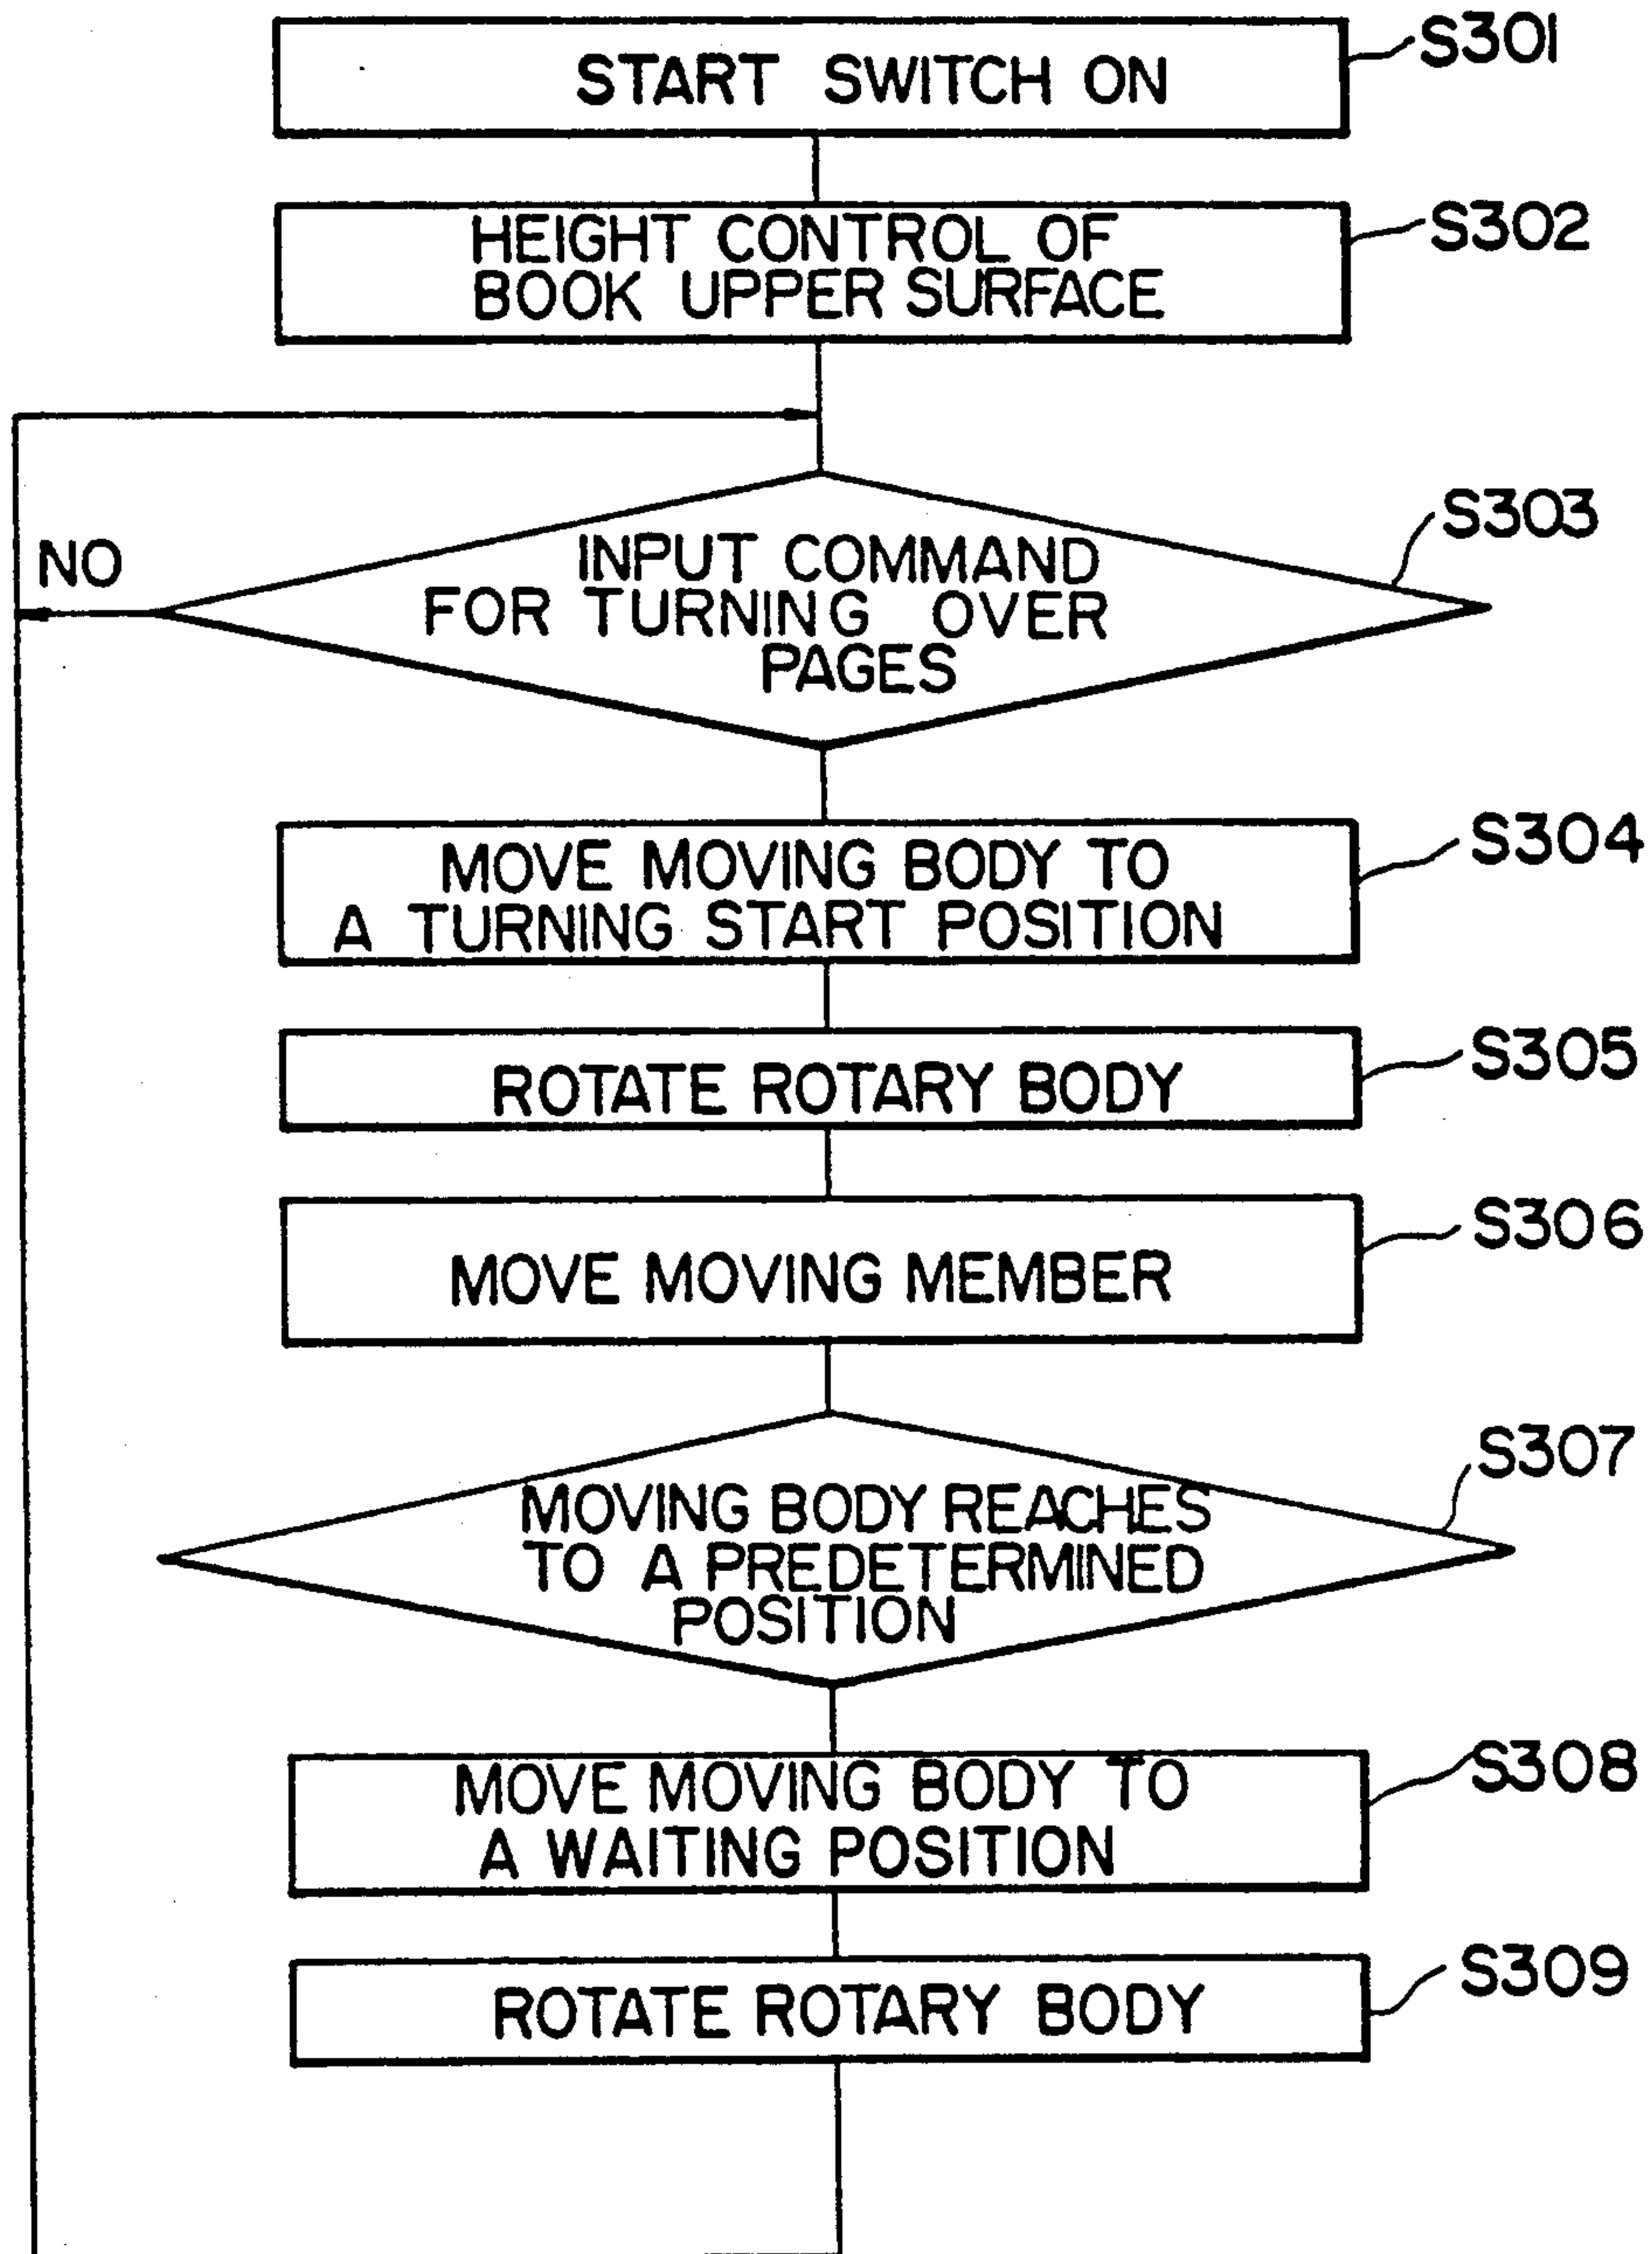 START SWITCH ON
S301
HEIGHT CONTROL OF
BOOK UPPER SURFACE
S302
INPUT COMMAND
FOR TURNING OVER
PAGES
S303
NO
MOVE MOVING BODY TO
A TURNING START POSITION
S304
ROTATE ROTARY BODY
S305
MOVE MOVING MEMBER
S306
MOVING BODY REACHES
TO A PREDETERMINED
POSITION
S307
MOVE MOVING BODY TO
A WAITING POSITION
S308
ROTATE ROTARY BODY
S309